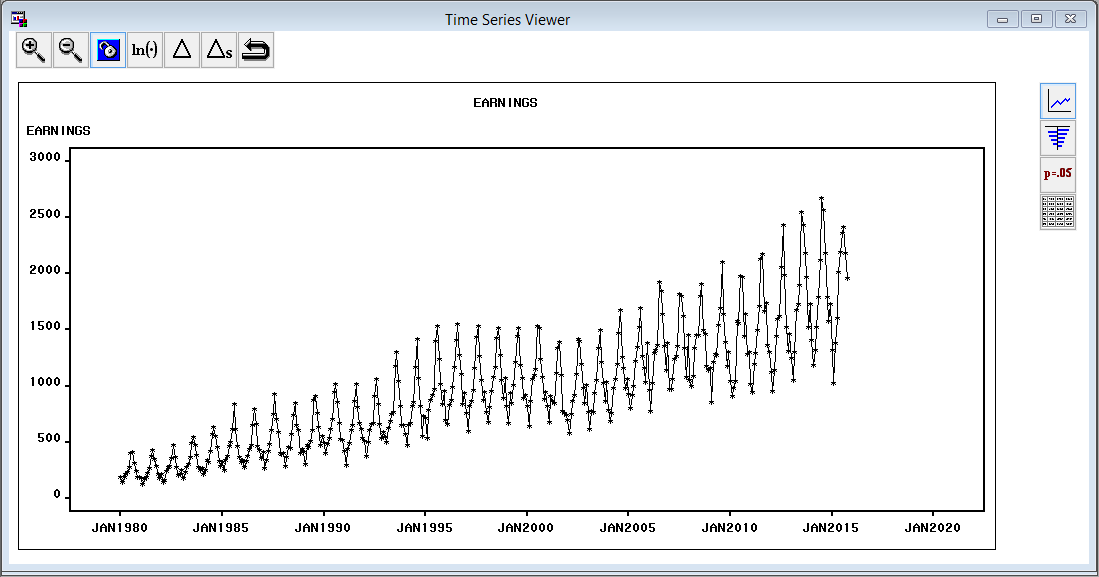 Time Series Viewer
ln(·) Δ Δs
EARNINGS
EARNINGS
p=.05
3000
2500
2000
1500
1000
500
0
JAN1980 JAN1985 JAN1990 JAN1995 JAN2000 JAN2005 JAN2010 JAN2015 JAN2020